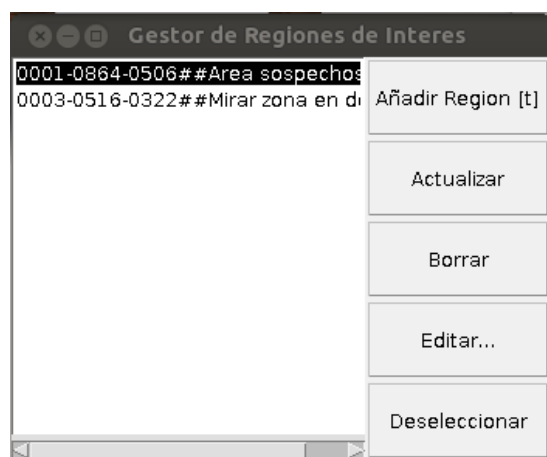 Gestor de Regiones de Interes
0001-0864-0506##Area sospechos
0003-0516-0322##Mirar zona en d
Añadir Region [t]
Actualizar
Borrar
Editar...
Deseleccionar